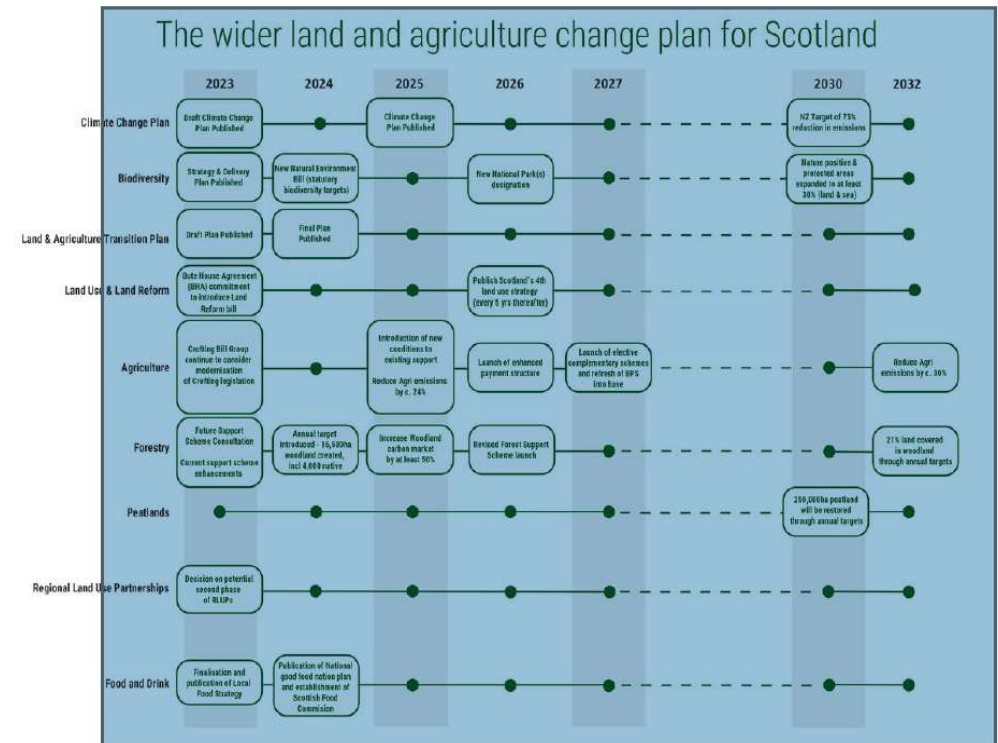 The wider land and agriculture change plan for Scotland
2023
2024
2025
2026
2027
2030
2032
Climate Change Plan
Draft Climate Change
Plan Published
Climate Change
Plan Published
NZ Target of 75%
reduction in emissions
Biodiversity
Strategy & Delivery
Plan Published
New Natural Environment
Bill (statutory
biodiversity targets)
New National Park(s)
designation
Nature positive &
protected areas
expanded to at least
30% (land & sea)
Land & Agriculture Transition Plan
Draft Plan Published
Final Plan
Published
Land Use & Land Reform
Bute House Agreement
(BHA) commitment
to introduce Land
Reform bill
Publish Scotland's 4th
land use strategy
(every 5 yrs thereafter)
Agriculture
Crofting Bill Group
continue to consider
modernisation
of Crofting legislation
Introduction of new
conditions to
existing support
Reduce Agri emissions
by c. 24%
Launch of enhanced
payment structure
Launch of elective
complementary schemes
and refresh of BPS
into base
Reduce Agri
emissions by c. 30%
Forestry
Future Support
Scheme Consultation
Current support scheme
enhancements
Annual target
introduced - 16,500ha
woodland created,
incl 4,000 native
Increase Woodland
carbon market
by at least 50%
Revised Forest Support
Scheme launch
21% land covered
in woodland
through annual targets
Peatlands
250,000ha peatland
will be restored
through annual targets
Regional Land Use Partnerships
Decision on potential
second phase
of RLUPs
Food and Drink
Finalisation and
publication of Local
Food Strategy
Publication of National
good food nation plan
and establishment of
Scottish Food
Commision